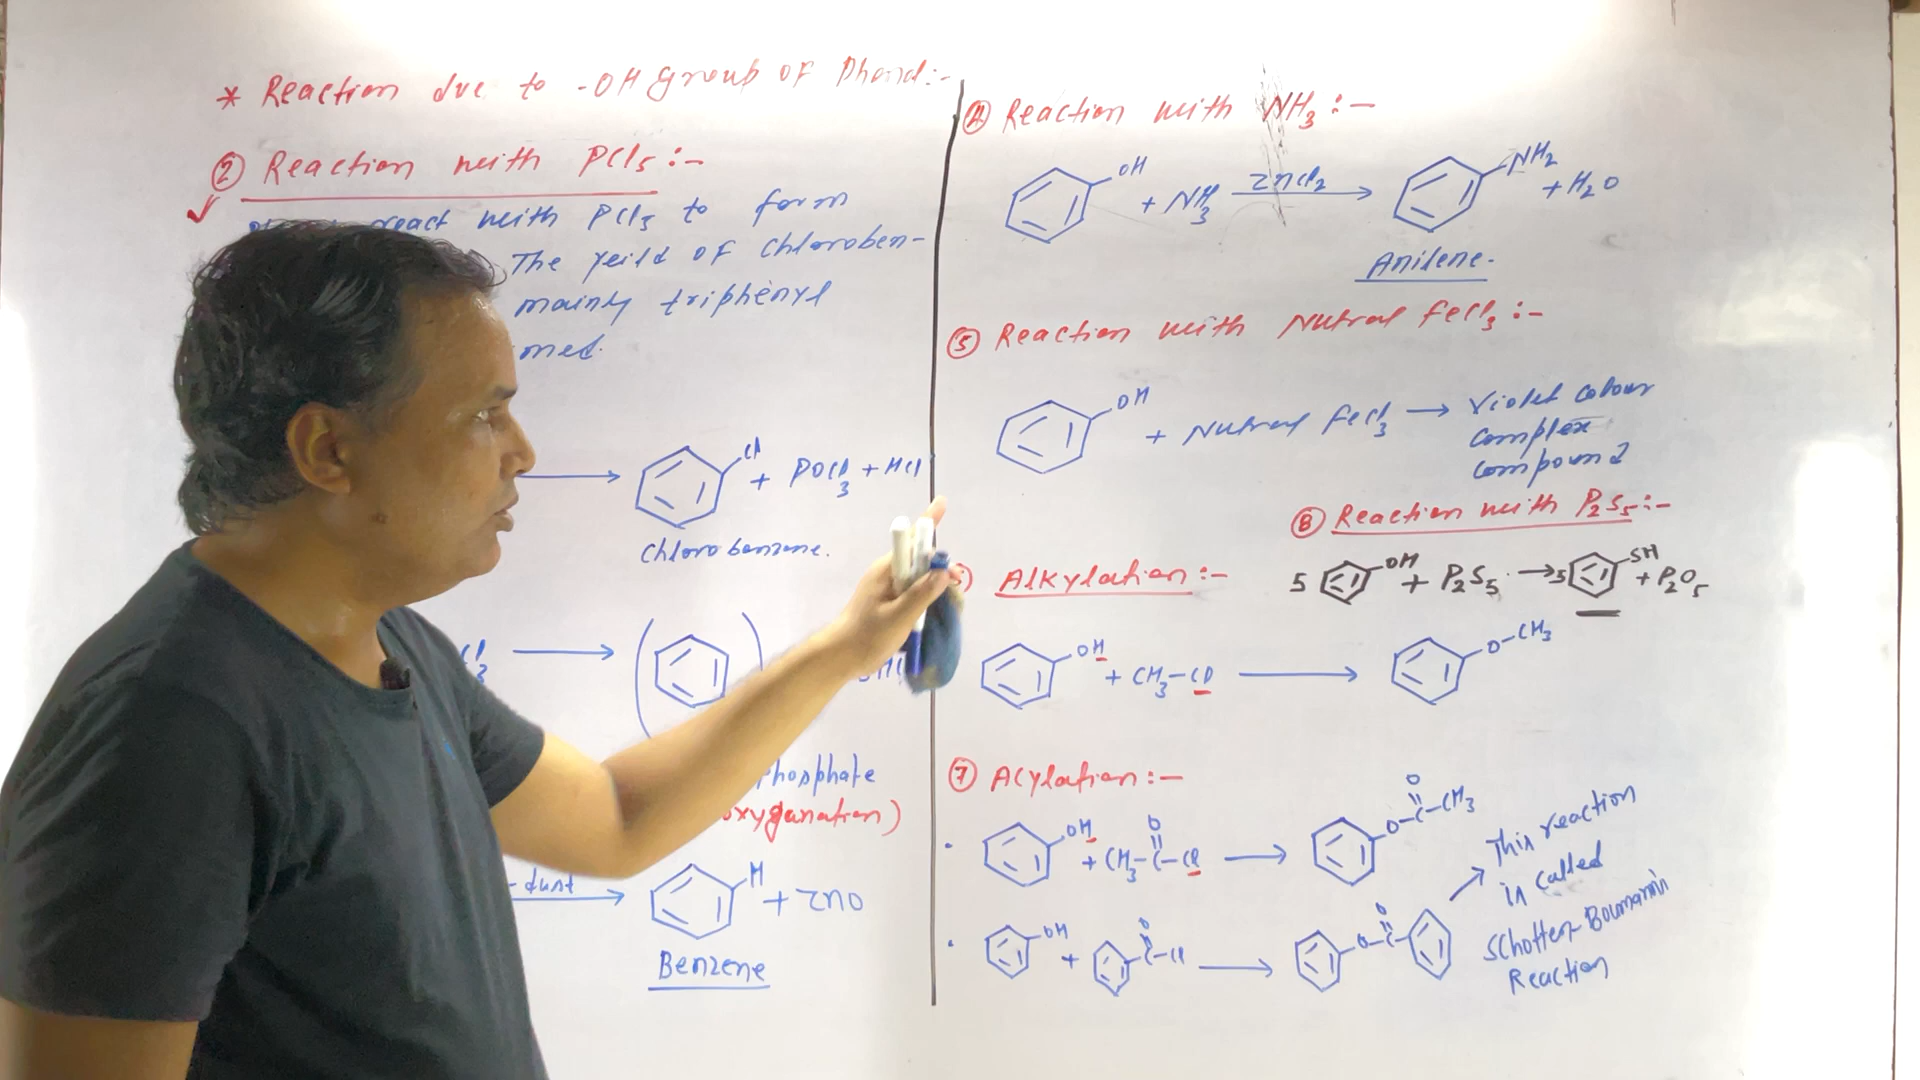 * Reaction due to -OH group of Phenol:-
② Reaction with PCl5 :-
react with PCl5 to form
The yeild of Chloroben-
mainly triphenyl
med.
Cl + POCl3 + HCl
Chlorobenzene.
Cl3
phosphate
oxyganation)
-dust
H + ZnO
Benzene
④ Reaction with NH3 :-
OH + NH3 ZnCl2 NH2 + H2O
Anilene.
⑤ Reaction with Nutral FeCl3 :-
OH + Nutral FeCl3 → Violet colour
Complex
Compound
⑧ Reaction with P2S5 :-
5 OH + P2S5 → 5 SH + P2O5
Alkylation :-
OH + CH3-Cl → O-CH3
⑦ Acylation :-
• OH + CH3-C-Cl → O-C-CH3
O O
• OH + C-Cl → O-C
O O
→ This reaction
is called
Schotten-Boumann
Reaction